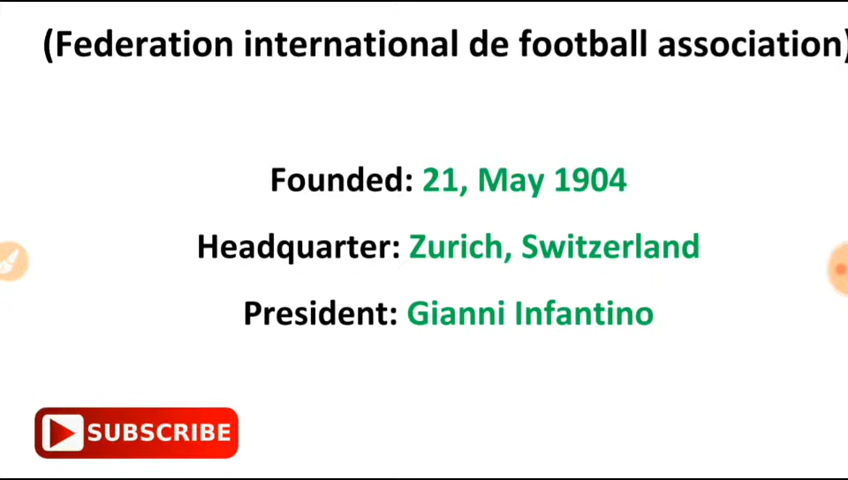 (Federation international de football association)
Founded: 21, May 1904
Headquarter: Zurich, Switzerland
President: Gianni Infantino
SUBSCRIBE